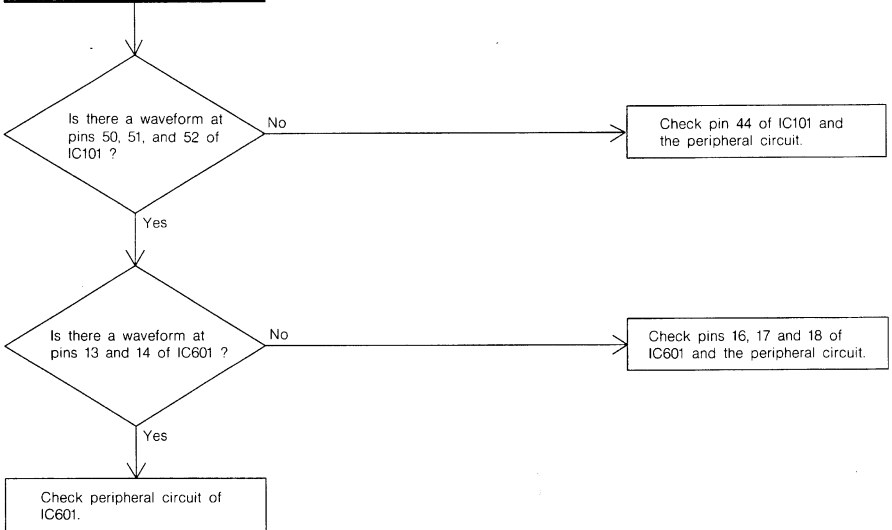 Is there a waveform at
pins 50, 51, and 52 of
IC101 ?
No
Check pin 44 of IC101 and
the peripheral circuit.
Yes
Is there a waveform at
pins 13 and 14 of IC601 ?
No
Check pins 16, 17 and 18 of
IC601 and the peripheral circuit.
Yes
Check peripheral circuit of
IC601.